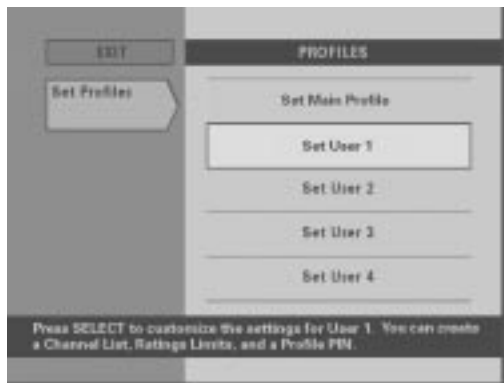 EXIT
PROFILES
Set Profiles
Set Main Profile
Set User 1
Set User 2
Set User 3
Set User 4
Press SELECT to customize the settings for User 1. You can create
a Channel List, Ratings Limits, and a Profile PIN.